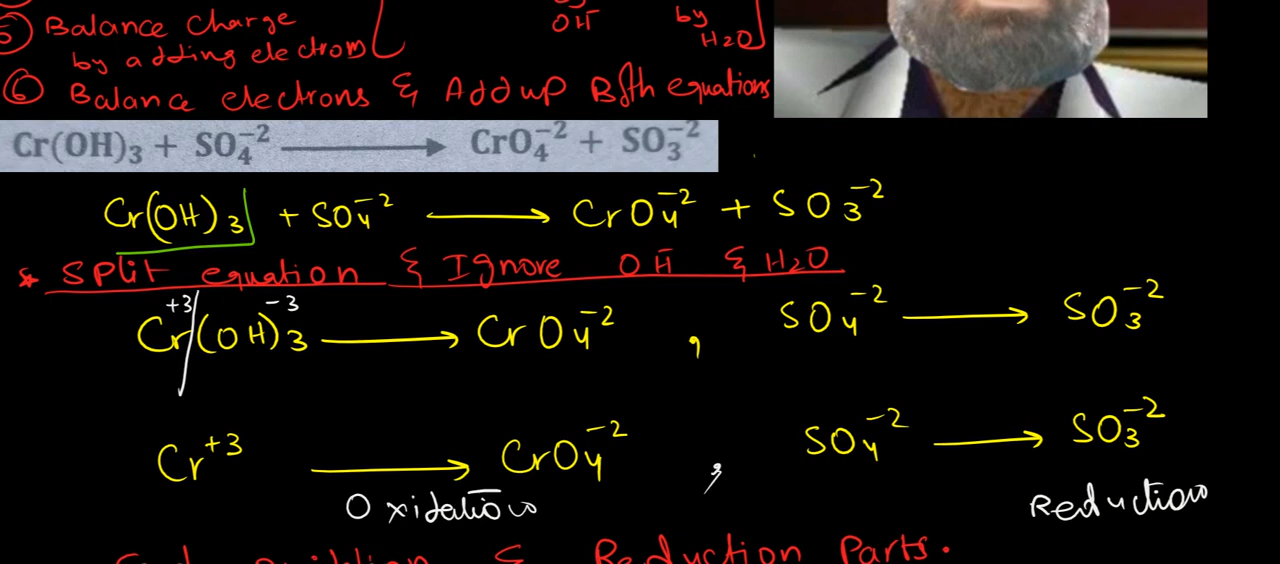 5) Balance Charge OH⁻ by
by adding electrom H2O
⑥ Balance electrons & Add up Both equations
Cr(OH)₃ + SO₄⁻² ⟶ CrO₄⁻² + SO₃⁻²
Cr(OH)₃ + SO₄⁻² ⟶ CrO₄⁻² + SO₃⁻²
* Split equation & Ignore OH⁻ & H2O
+3 -3
Cr/(OH)₃ ⟶ CrO₄⁻² , SO₄⁻² ⟶ SO₃⁻²
Cr⁺³ ⟶ CrO₄⁻² , SO₄⁻² ⟶ SO₃⁻²
Oxidation Reduction
& Reduction Parts.